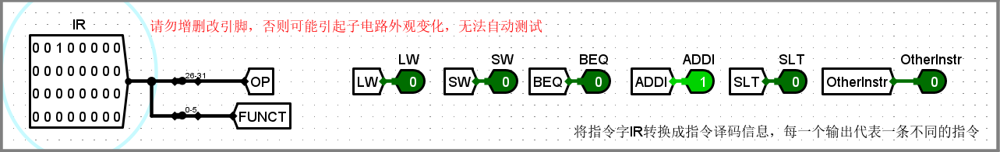 IR
请勿增删改引脚，否则可能引起子电路外观变化，无法自动测试
0 0 1 0 0 0 0 0
0 0 0 0 0 0 0 0
0 0 0 0 0 0 0 0
0 0 0 0 0 0 0 0
26-31
OP
0-5
FUNCT
LW
LW 0
SW
SW 0
BEQ
BEQ 0
ADDI
ADDI 1
SLT
SLT 0
OtherInstr
OtherInstr 0
将指令字IR转换成指令译码信息，每一个输出代表一条不同的指令